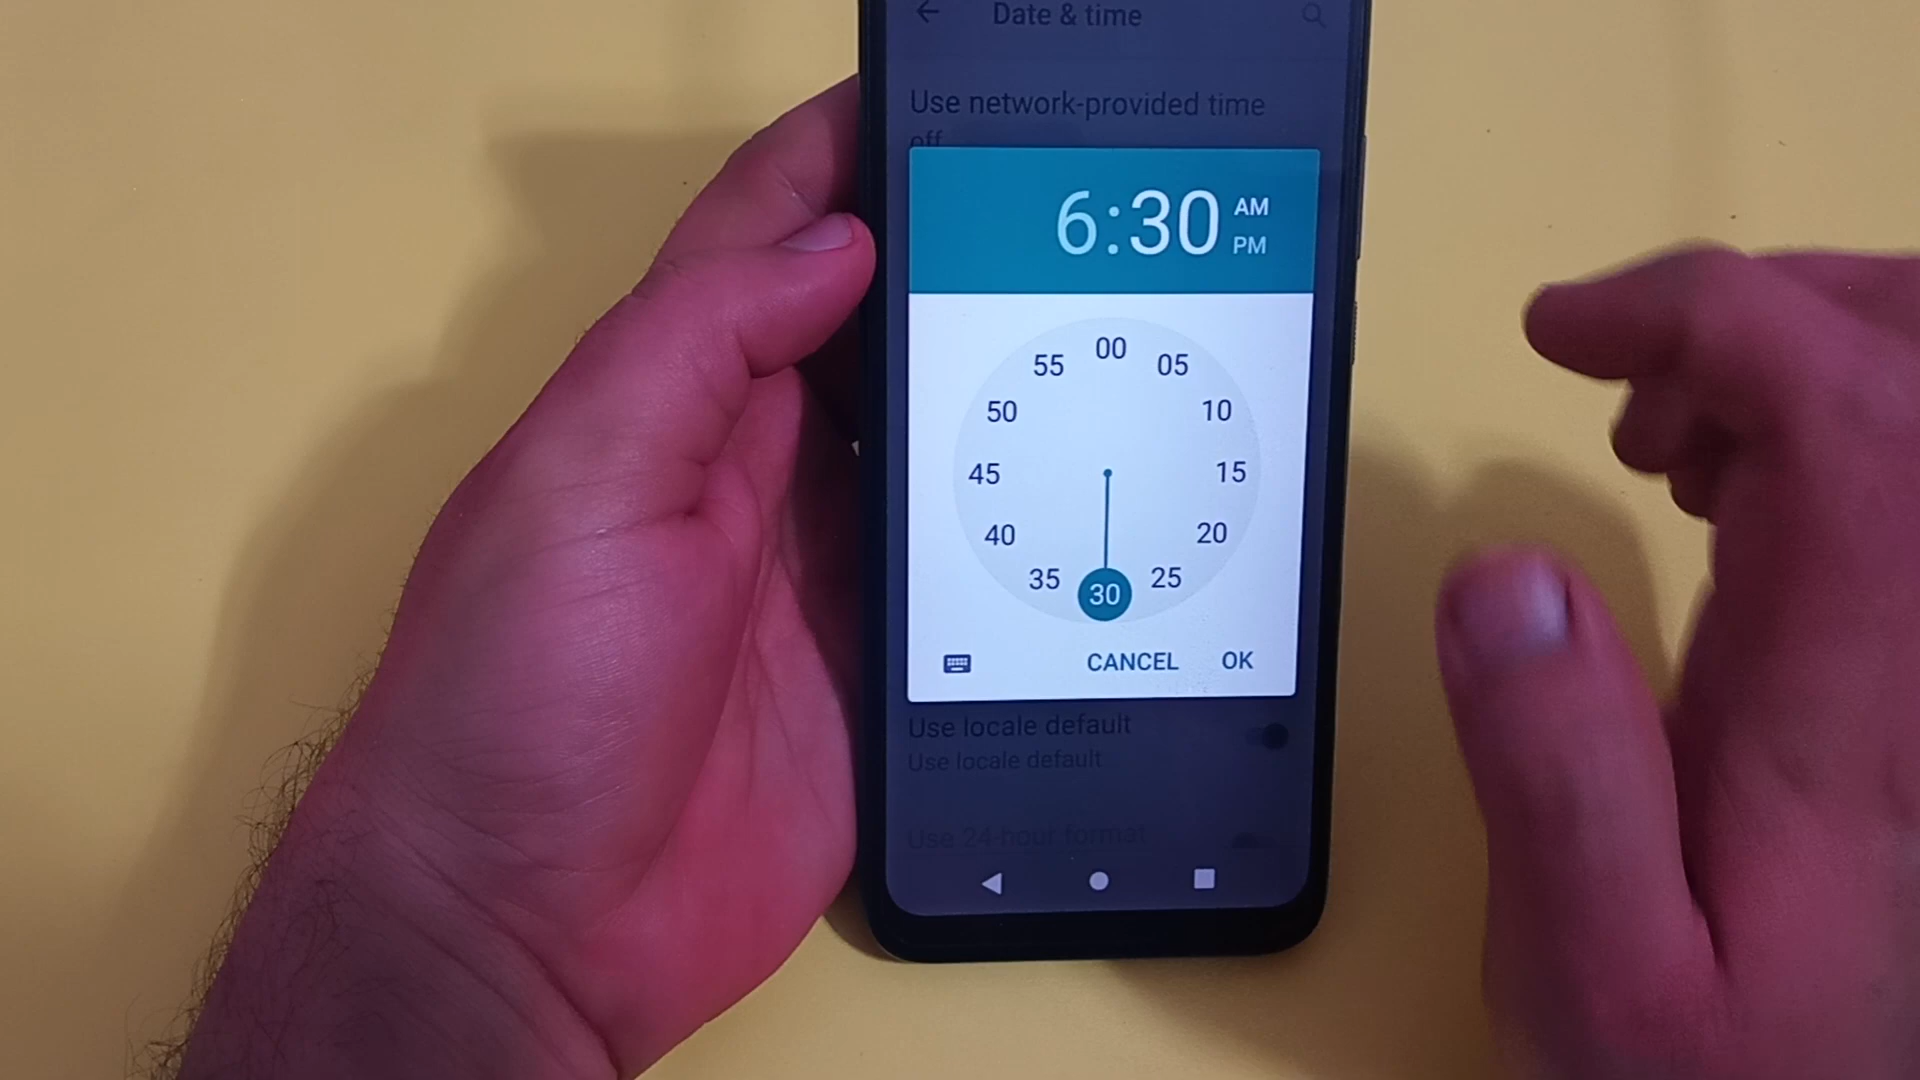 Date & time
Use network-provided time
off
6:30
AM
PM
00
55
05
50
10
45
15
40
20
35
25
30
CANCEL
OK
Use locale default
Use locale default
Use 24-hour format